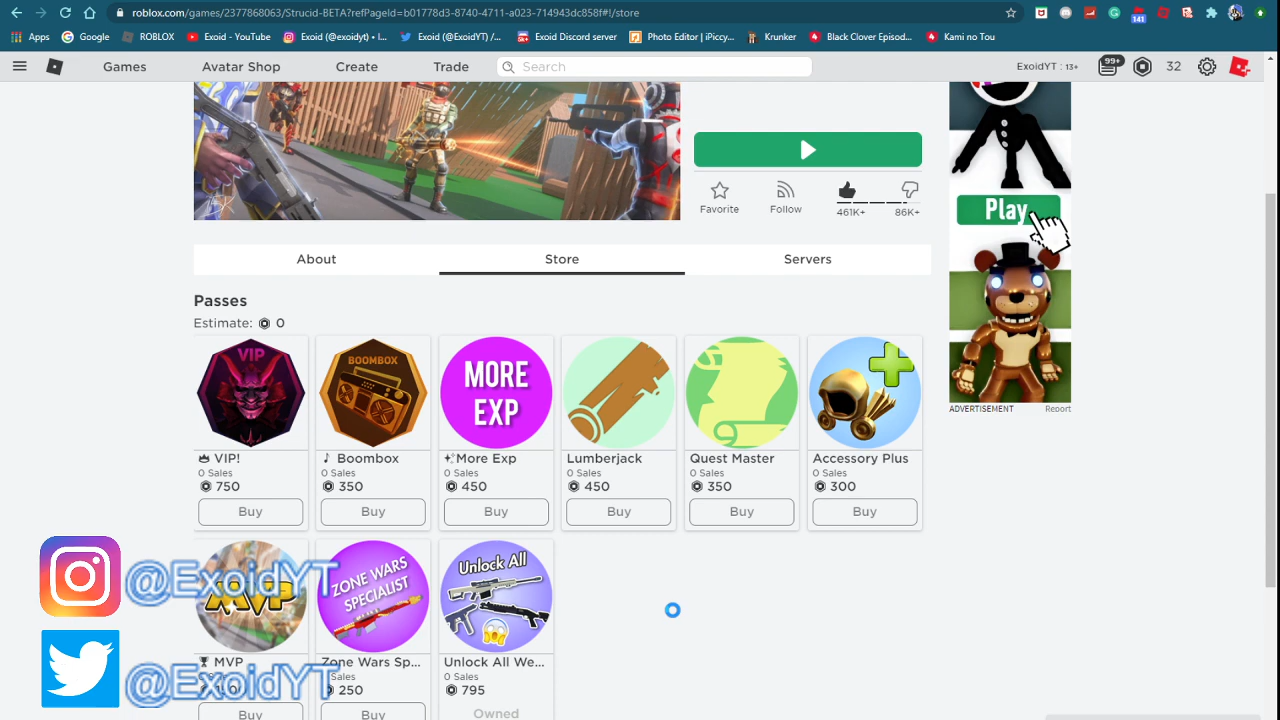 roblox.com/games/2377868063/Strucid-BETA?refPageId=b01778d3-8740-4711-a023-714943dc858f#!/store
141
Apps Google ROBLOX Exoid - YouTube Exoid (@exoidyt) • I... Exoid (@ExoidYT) /... Exoid Discord server Photo Editor | iPiccy... Krunker Black Clover Episod... Kami no Tou
Games Avatar Shop Create Trade Search ExoidYT : 13+ 99+ 32
Favorite Follow 461K+ 86K+
Play
About Store Servers
Passes
Estimate: 0
VIP BOOMBOX MORE EXP
VIP! Boombox More Exp Lumberjack Quest Master Accessory Plus
0 Sales 0 Sales 0 Sales 0 Sales 0 Sales 0 Sales
750 350 450 450 350 300
Buy Buy Buy Buy Buy Buy
ADVERTISEMENT Report
@ExoidYT
MVP ZONE WARS SPECIALIST Unlock All
MVP Zone Wars Sp... Unlock All We...
Sales 0 Sales
@ExoidYT
250 795
Buy Buy Owned